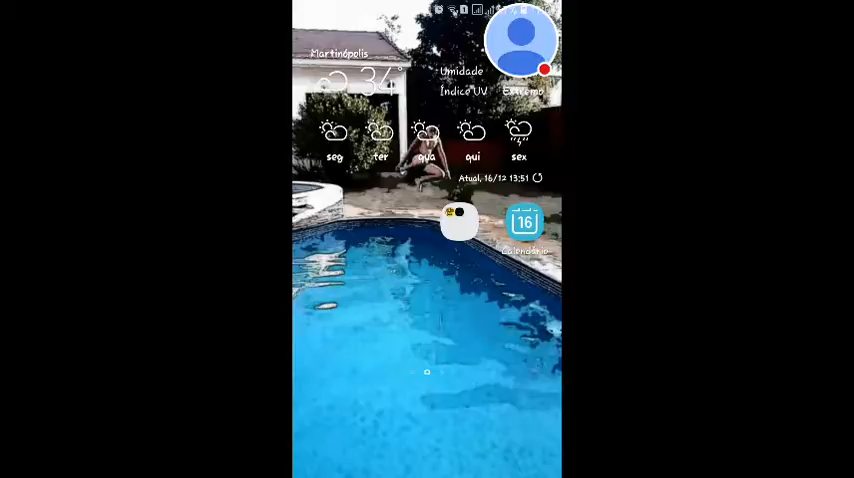 Martinópolis
34°
Umidade
Índice UV Extremo
seg ter qua qui sex
Atual. 16/12 13:51
16
Calendário